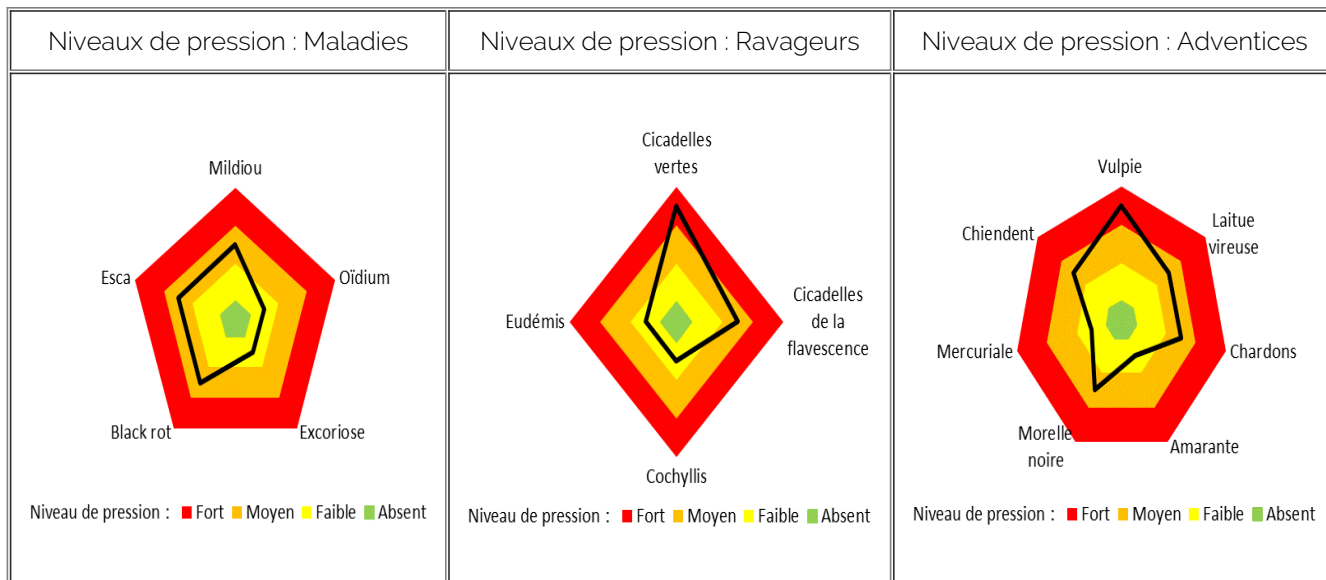 Niveaux de pression : Maladies
Niveaux de pression : Ravageurs
Niveaux de pression : Adventices
Mildiou
Esca
Oïdium
Black rot
Excoriose
Niveau de pression : Fort Moyen Faible Absent
Cicadelles
vertes
Eudémis
Cicadelles
de la
flavescence
Cochyllis
Niveau de pression : Fort Moyen Faible Absent
Vulpie
Chiendent
Laitue
vireuse
Mercuriale
Chardons
Morelle
noire
Amarante
Niveau de pression : Fort Moyen Faible Absent